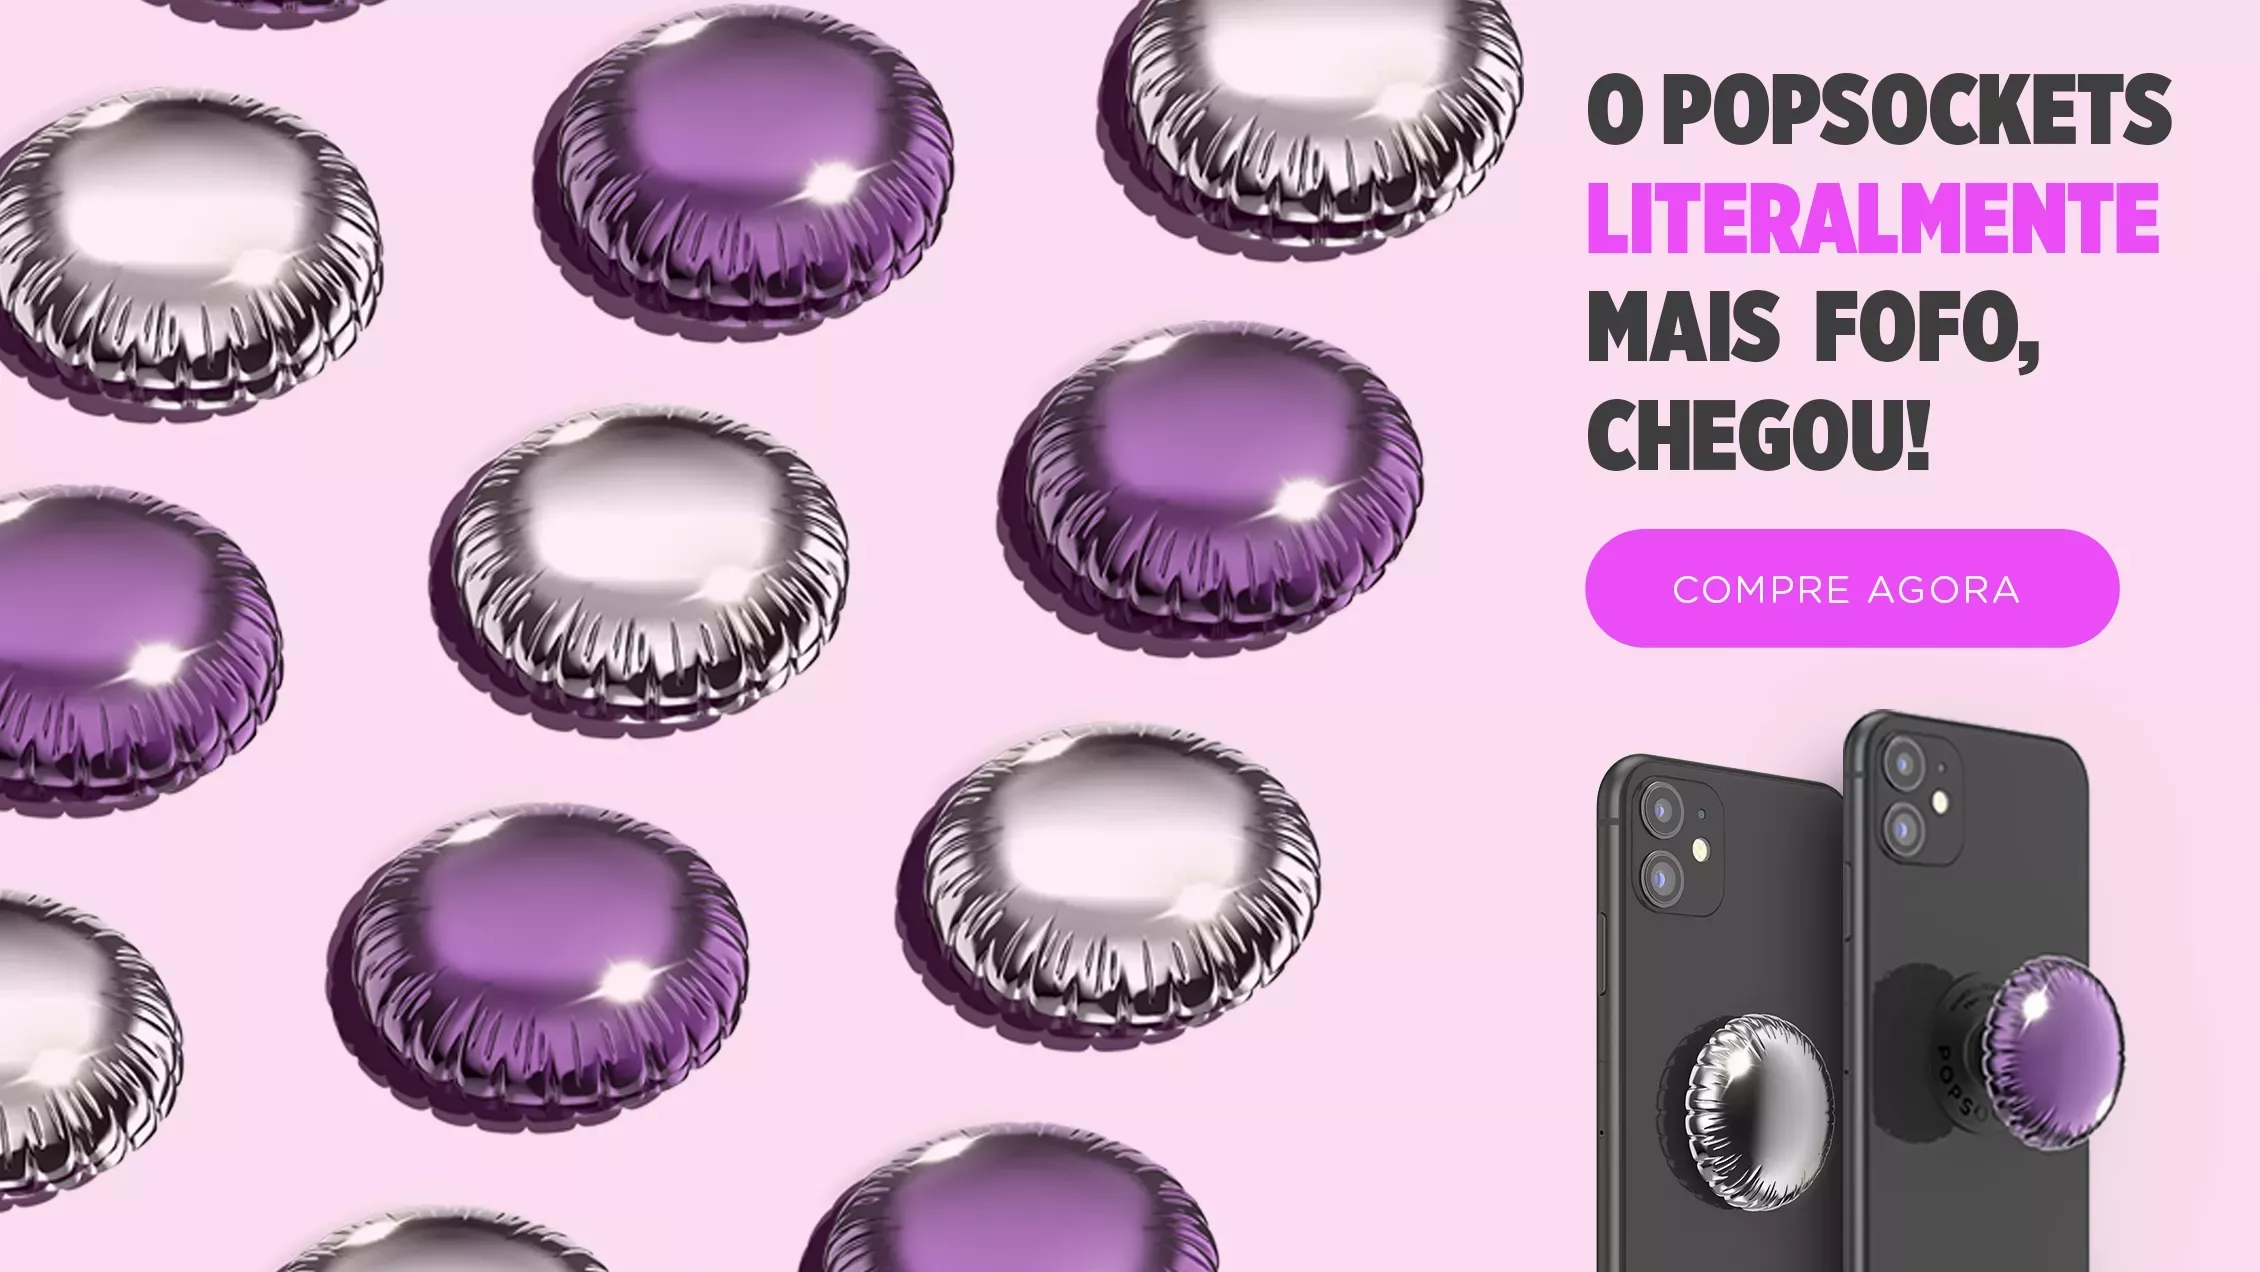 O POPSOCKETS
LITERALMENTE
MAIS FOFO,
CHEGOU!
COMPRE AGORA